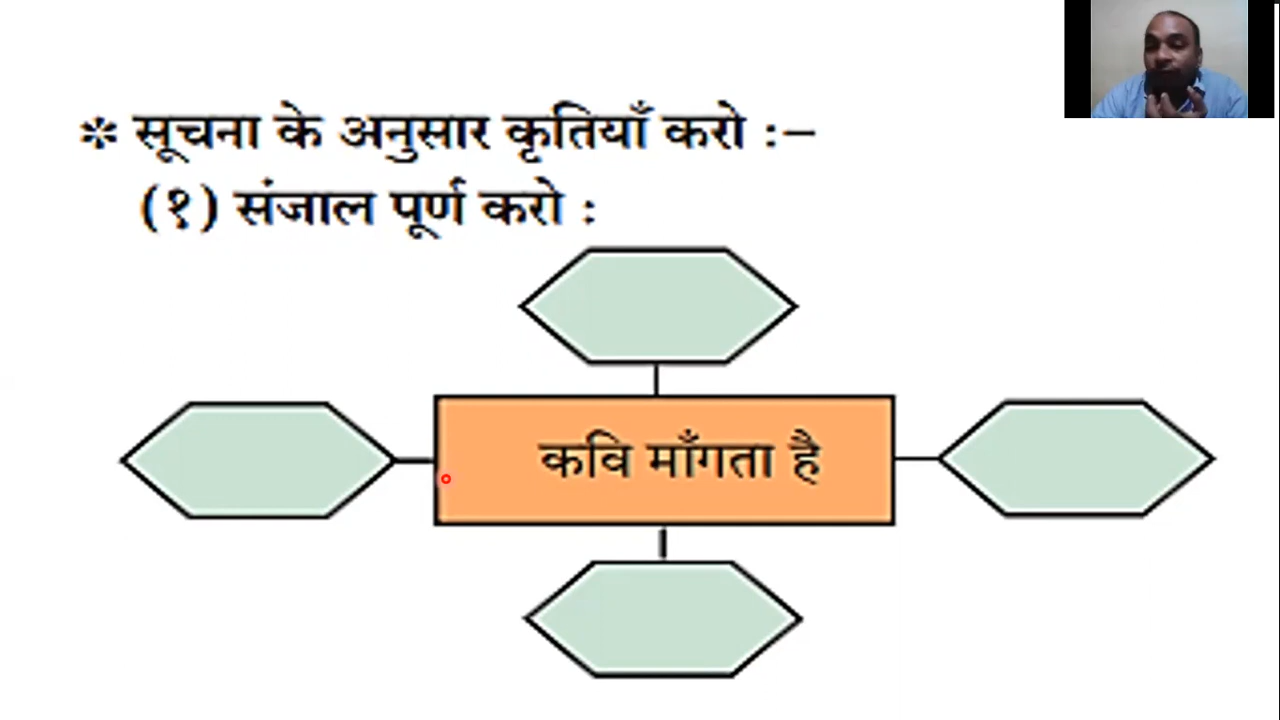 * सूचना के अनुसार कृतियाँ करो :-
(१) संजाल पूर्ण करो :
कवि माँगता है